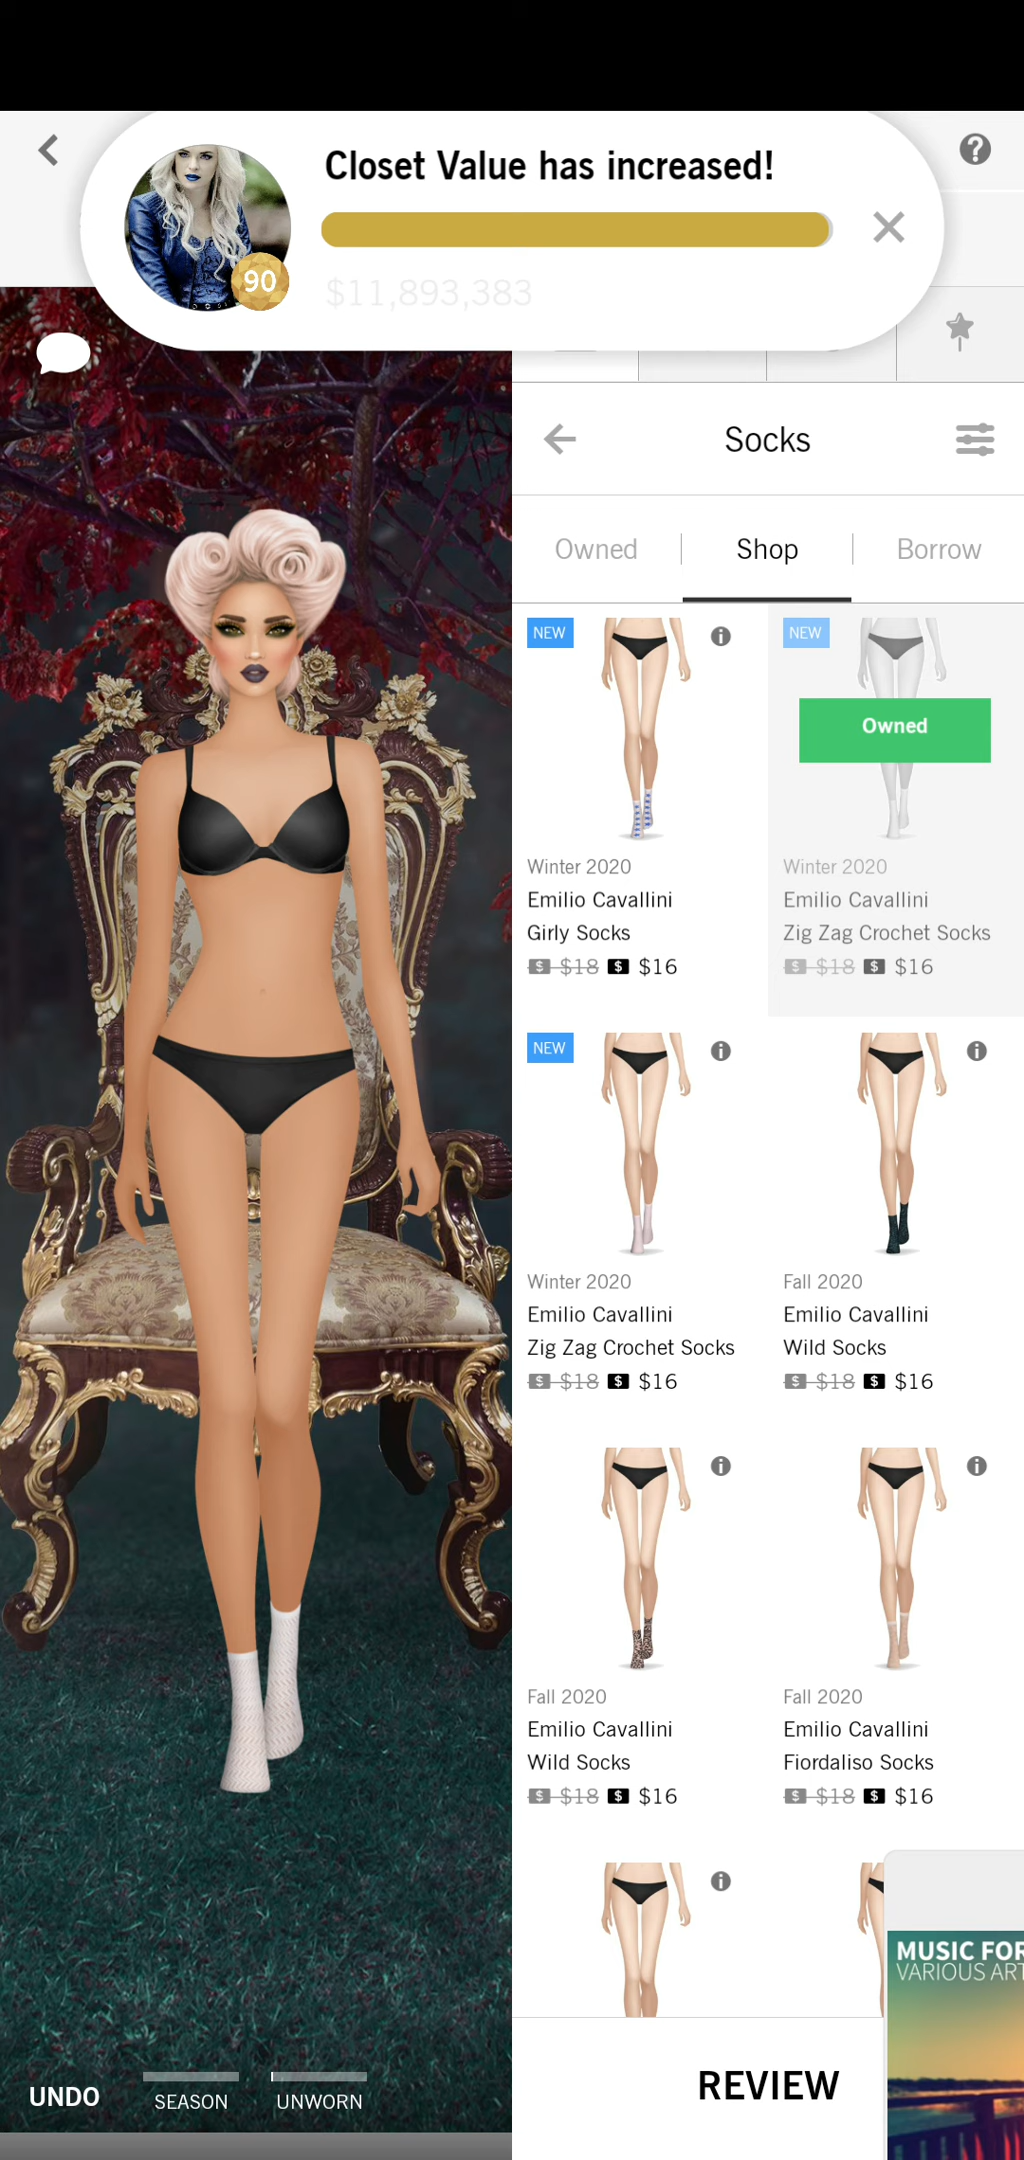 Closet Value has increased!
90
$11,893,383
Socks
Owned
Shop
Borrow
NEW
Winter 2020
Emilio Cavallini
Girly Socks
$ $18 $ $16
NEW
Owned
Winter 2020
Emilio Cavallini
Zig Zag Crochet Socks
$ $18 $ $16
NEW
Winter 2020
Emilio Cavallini
Zig Zag Crochet Socks
$ $18 $ $16
Fall 2020
Emilio Cavallini
Wild Socks
$ $18 $ $16
Fall 2020
Emilio Cavallini
Wild Socks
$ $18 $ $16
Fall 2020
Emilio Cavallini
Fiordaliso Socks
$ $18 $ $16
MUSIC FOR
VARIOUS ART
UNDO
SEASON
UNWORN
REVIEW